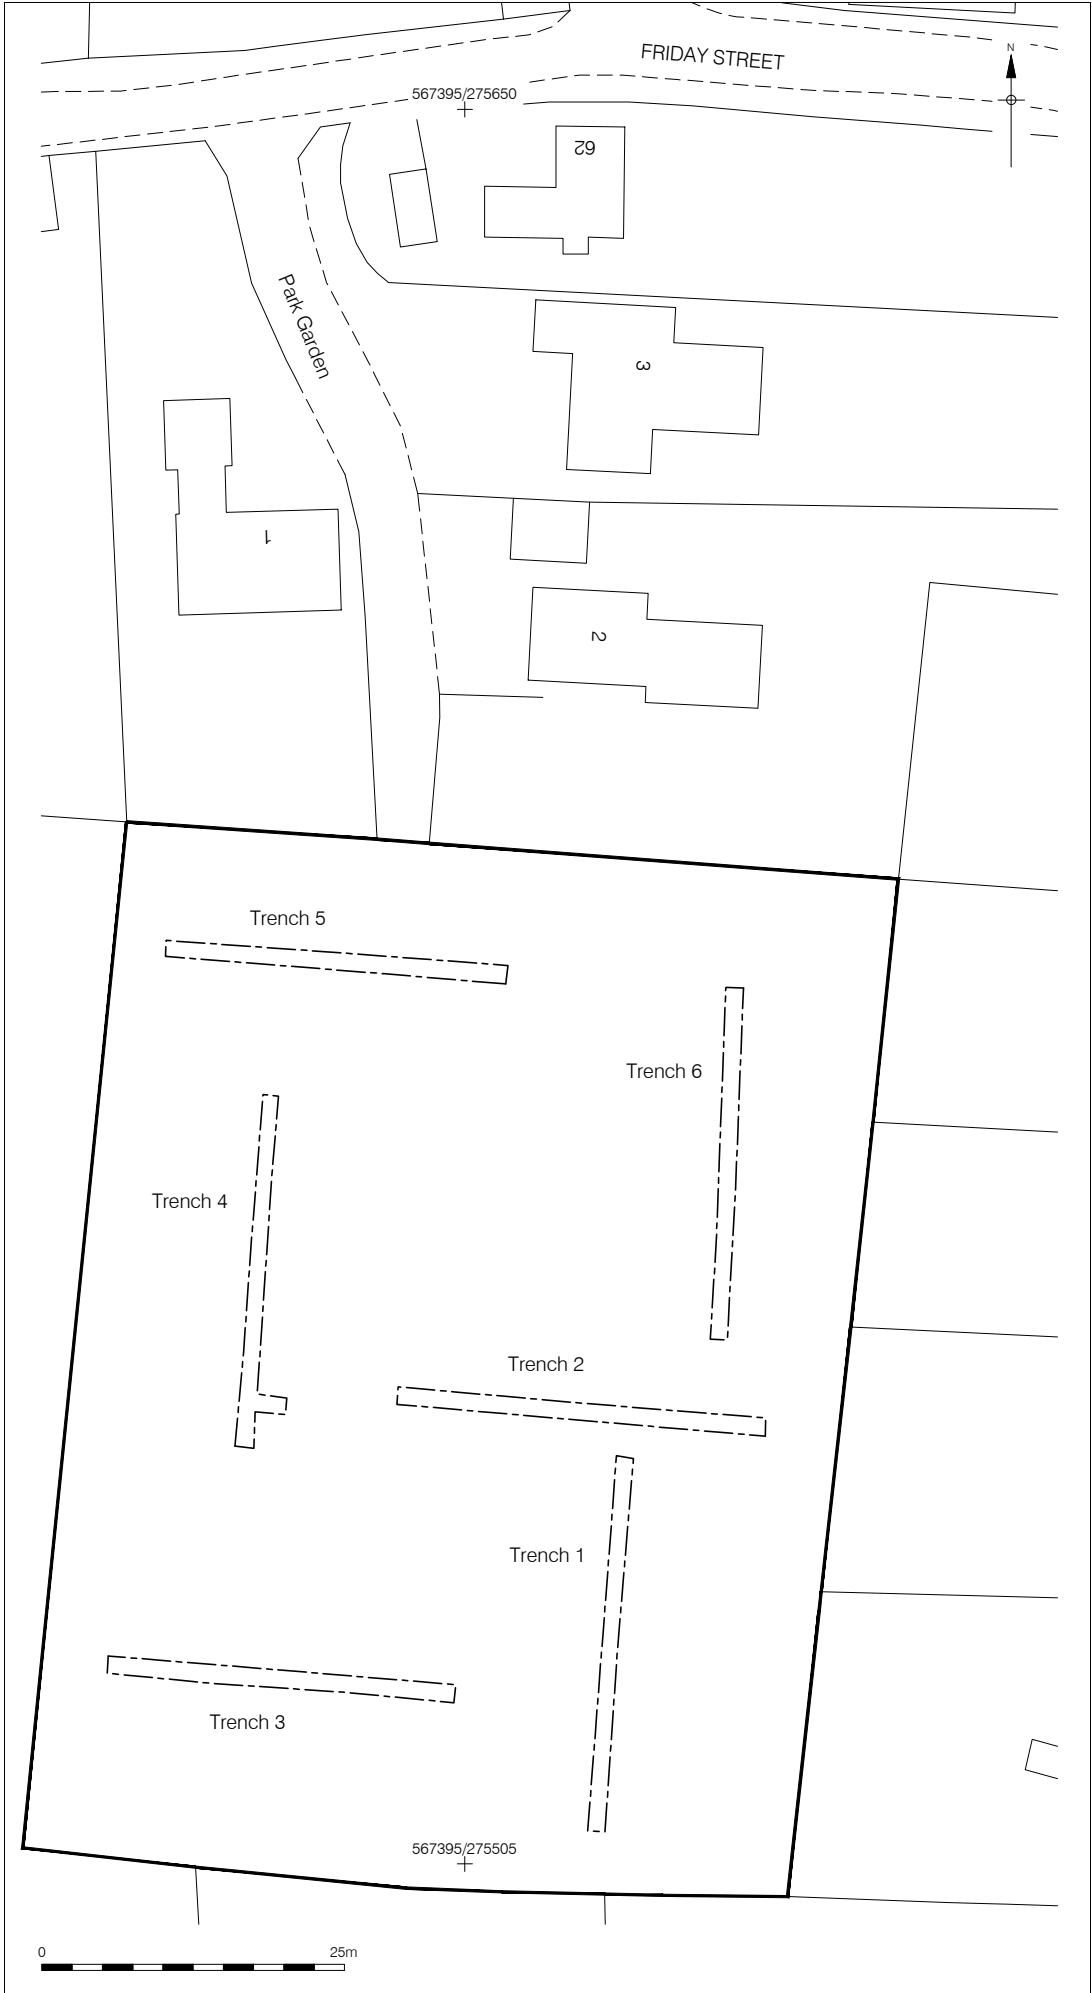 N
FRIDAY STREET
567395/275650
62
Park Garden
3
1
2
Trench 5
Trench 6
Trench 4
Trench 2
Trench 1
Trench 3
567395/275505
0 25m